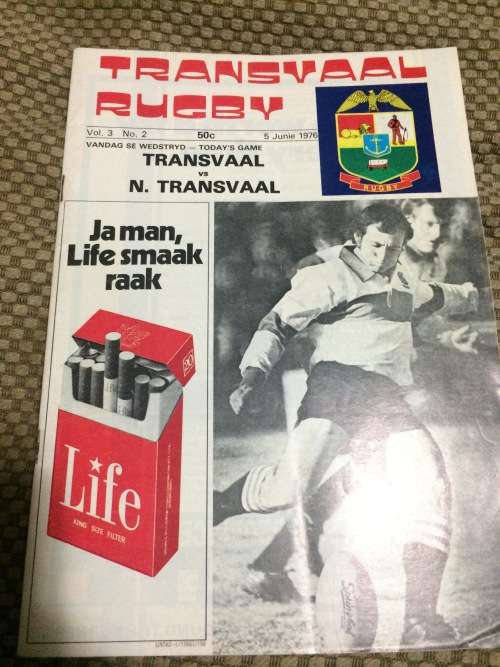 TRANSVAAL
RUGBY
Vol. 3 No. 2 50c 5 Junie 1976
VANDAG SE WEDSTRYD – TODAY'S GAME
TRANSVAAL
vs
N. TRANSVAAL
RUGBY
Ja man,
Life smaak
raak
20
Life
KING SIZE FILTER